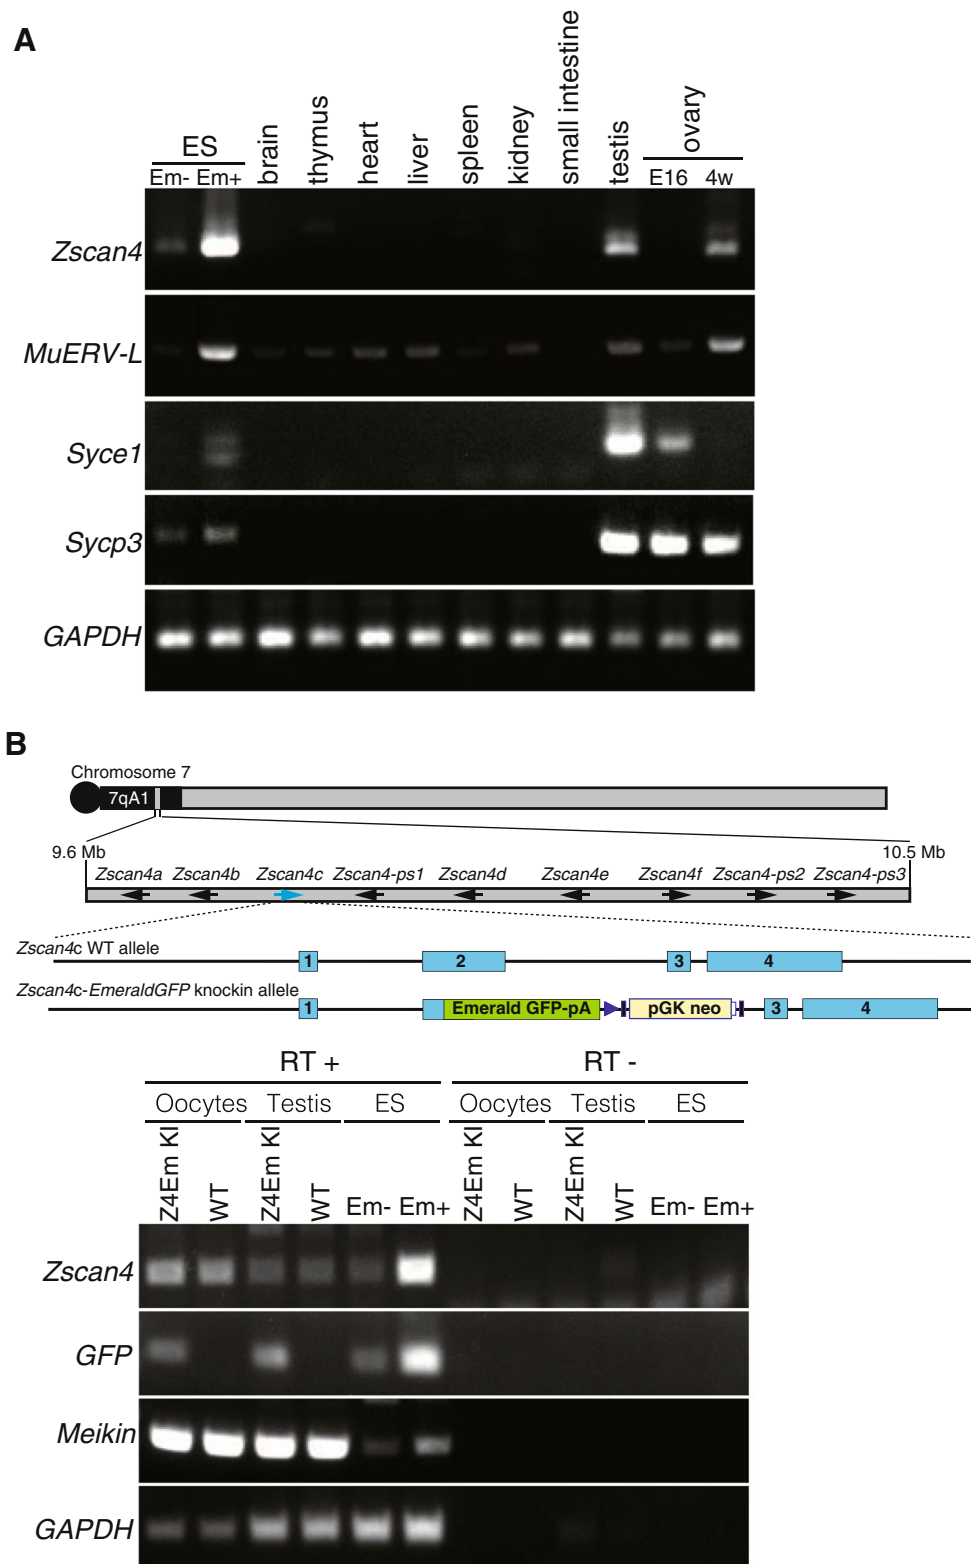 A
ES
Em- Em+
brain
thymus
heart
liver
spleen
kidney
small intestine
testis
ovary
E16 4w
Zscan4
MuERV-L
Syce1
Sycp3
GAPDH
B
Chromosome 7
7qA1
9.6 Mb
10.5 Mb
Zscan4a Zscan4b Zscan4c Zscan4-ps1 Zscan4d Zscan4e Zscan4f Zscan4-ps2 Zscan4-ps3
Zscan4c WT allele
1 2 3 4
Zscan4c-EmeraldGFP knockin allele
1 Emerald GFP-pA pGK neo 3 4
RT + RT -
Oocytes Testis ES Oocytes Testis ES
Z4Em KI WT Z4Em KI WT Em- Em+ Z4Em KI WT Z4Em KI WT Em- Em+
Zscan4
GFP
Meikin
GAPDH